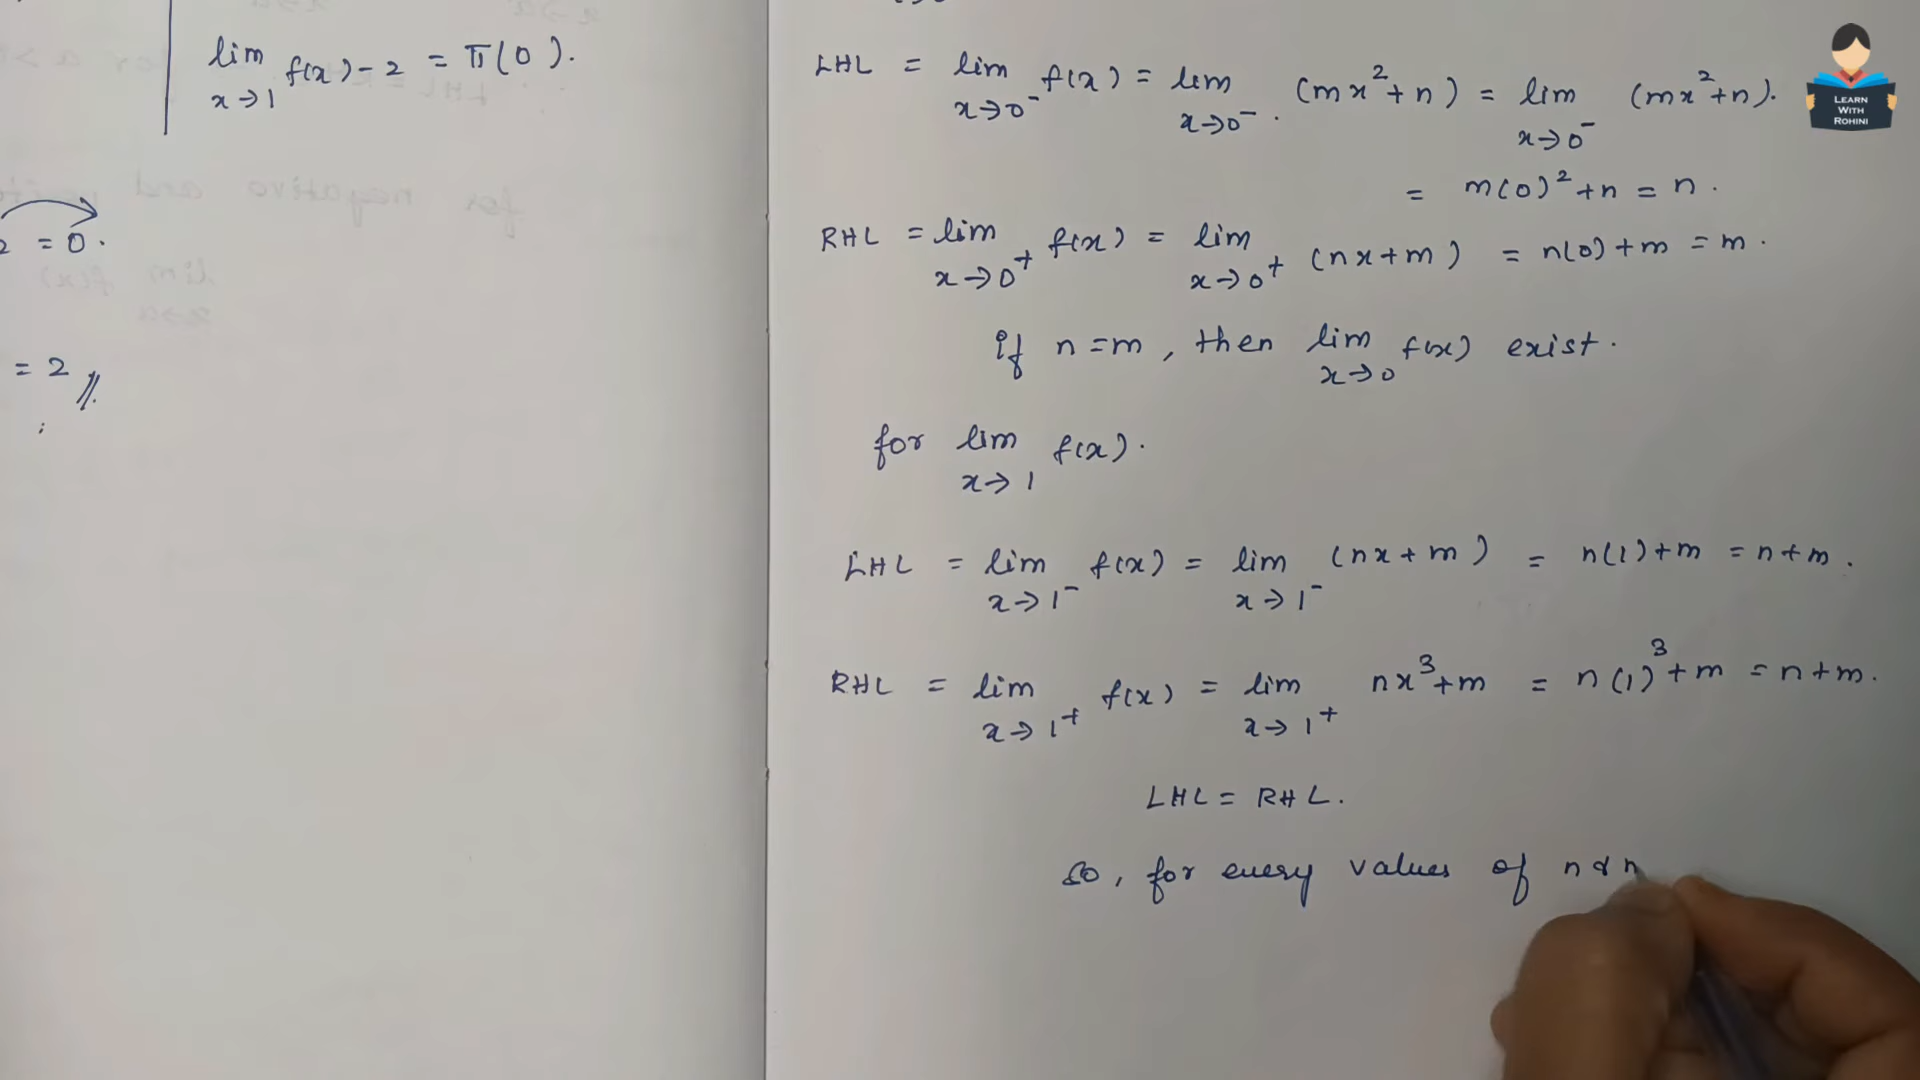 lim f(x) - 2 = π(0).
x→1
2 = 0.
= 2 //.
LHL = lim f(x) = lim (mx²+n) = lim (mx²+n).
x→0⁻ x→0⁻ x→0⁻
= m(0)²+n = n.
RHL = lim f(x) = lim (nx+m) = n(0)+m = m.
x→0⁺ x→0⁺
if n=m, then lim f(x) exist.
x→0
for lim f(x).
x→1
LHL = lim f(x) = lim (nx+m) = n(1)+m = n+m.
x→1⁻ x→1⁻
RHL = lim f(x) = lim nx³+m = n(1)³+m = n+m.
x→1⁺ x→1⁺
LHL = RHL.
So, for every values of n &
LEARN
With
ROHINI